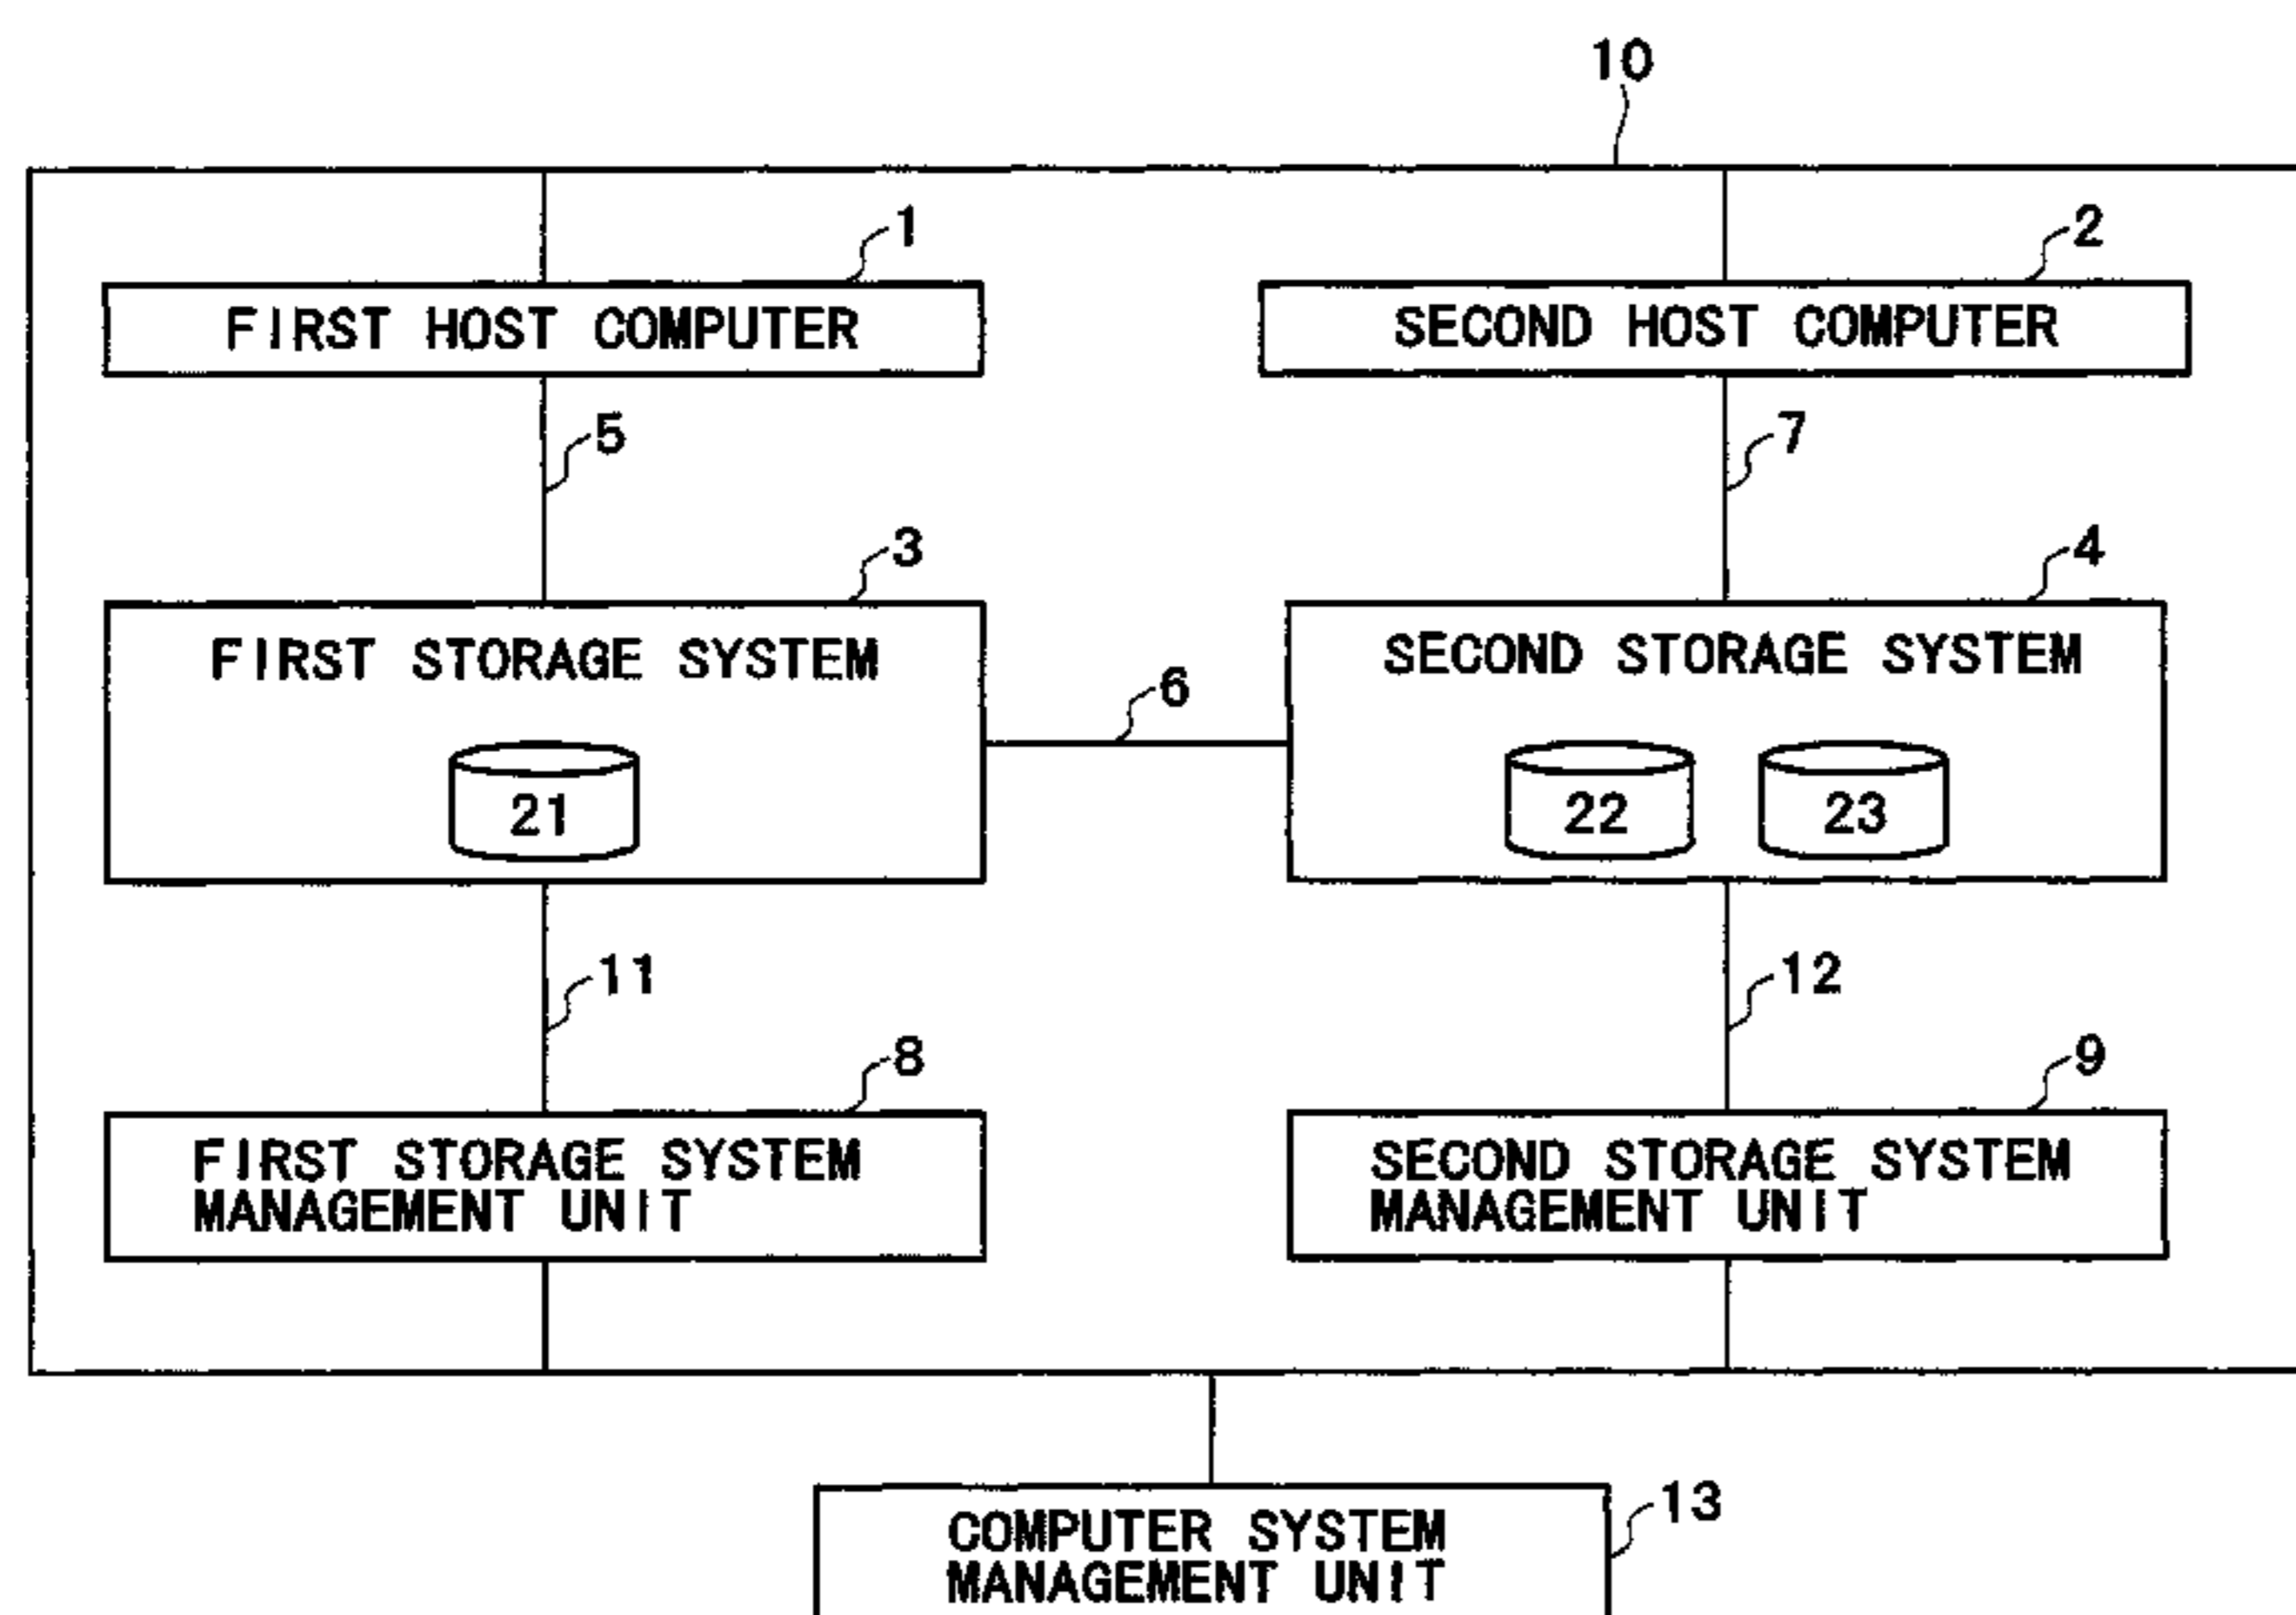 10
1
2
FIRST HOST COMPUTER
SECOND HOST COMPUTER
5
7
3
4
FIRST STORAGE SYSTEM
SECOND STORAGE SYSTEM
6
21
22
23
11
12
8
9
FIRST STORAGE SYSTEM
MANAGEMENT UNIT
SECOND STORAGE SYSTEM
MANAGEMENT UNIT
COMPUTER SYSTEM
MANAGEMENT UNIT
13